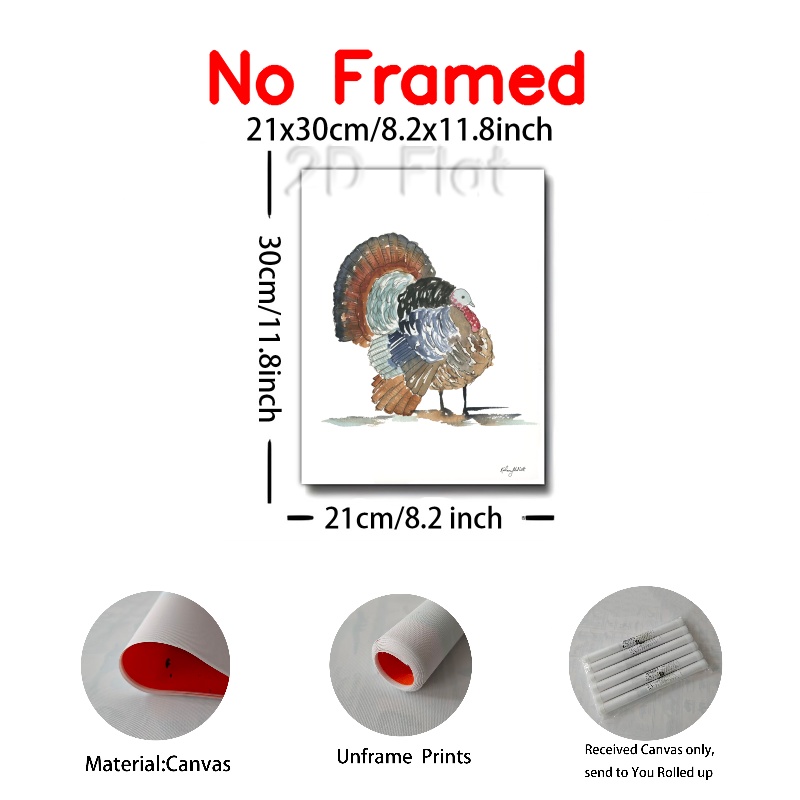 No Framed
21x30cm/8.2x11.8inch
2D Flat
30cm/11.8inch
21cm/8.2 inch
Material:Canvas
Unframe Prints
Received Canvas only,
send to You Rolled up